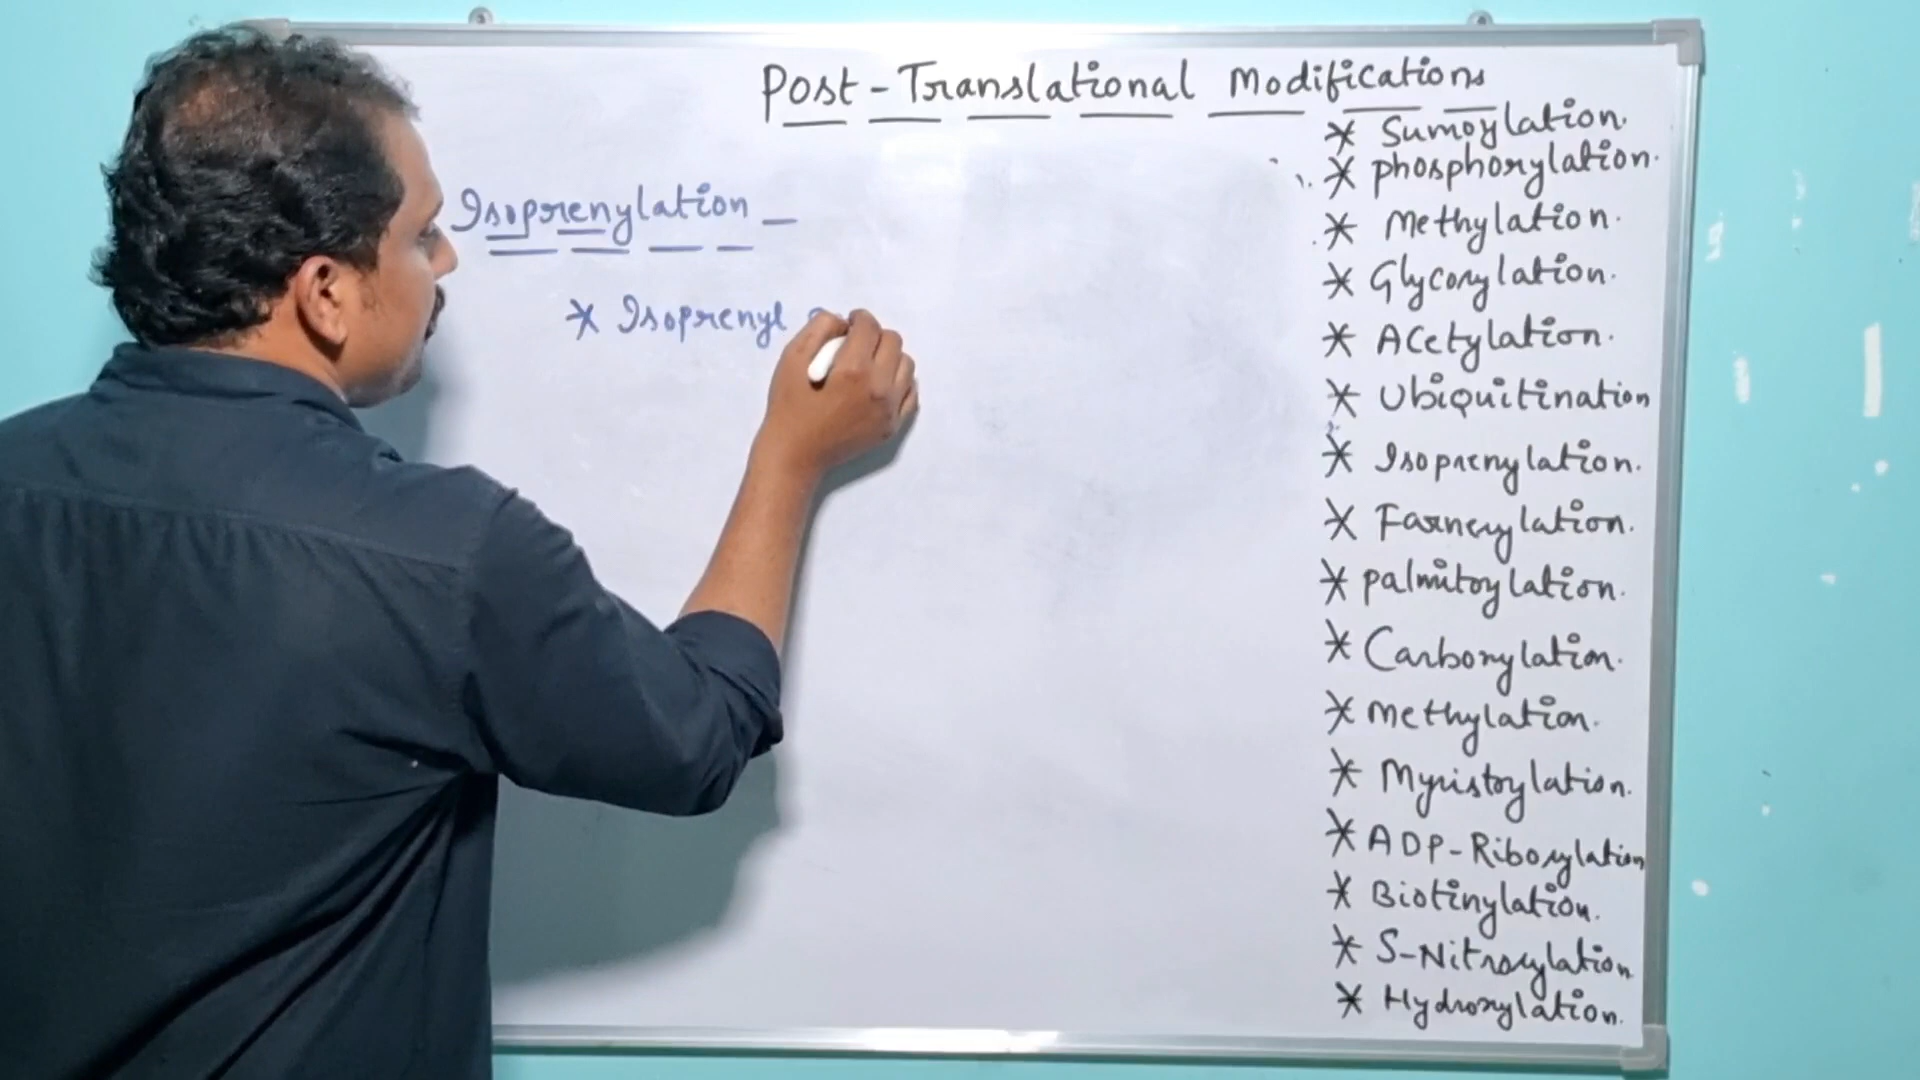 Post-Translational Modifications
Isoprenylation -
* Isoprenyl
* Sumoylation.
* Phosphorylation.
* Methylation.
* Glycosylation.
* Acetylation.
* Ubiquitination
* Isoprenylation.
* Farnesylation.
* Palmitoylation.
* Carbonylation.
* Methylation.
* Myristoylation.
* ADP-Ribosylation
* Biotinylation.
* S-Nitrosylation
* Hydroxylation.